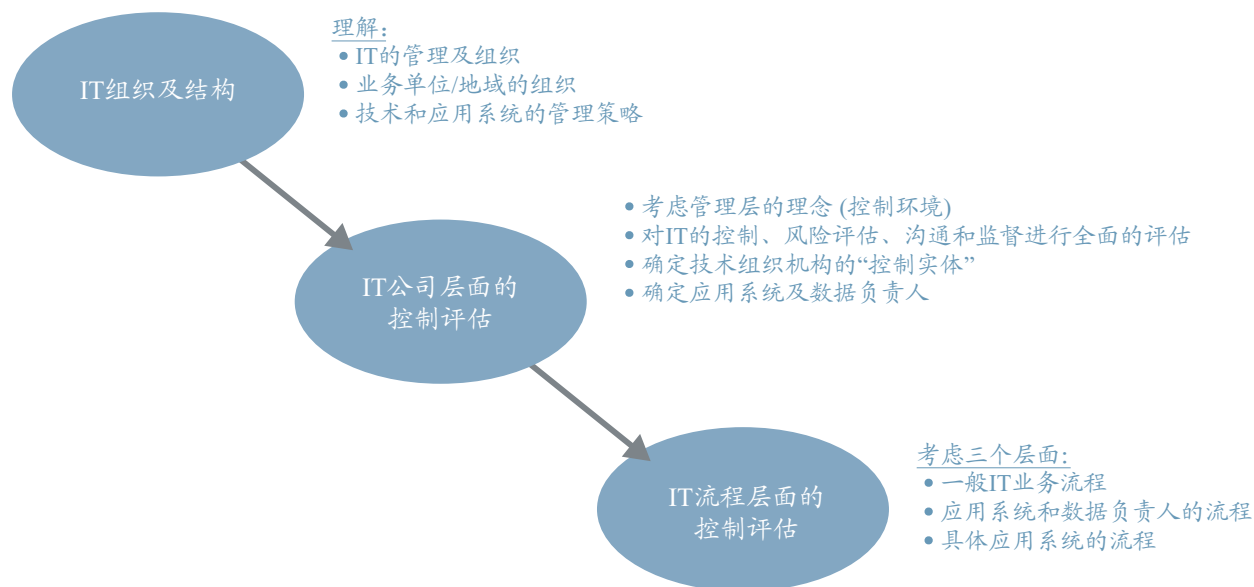 理解:
• IT的管理及组织
• 业务单位/地域的组织
• 技术和应用系统的管理策略
IT组织及结构
• 考虑管理层的理念 (控制环境)
• 对IT的控制、风险评估、沟通和监督进行全面的评估
• 确定技术组织机构的“控制实体”
• 确定应用系统及数据负责人
IT公司层面的
控制评估
考虑三个层面:
• 一般IT业务流程
• 应用系统和数据负责人的流程
• 具体应用系统的流程
IT流程层面的
控制评估